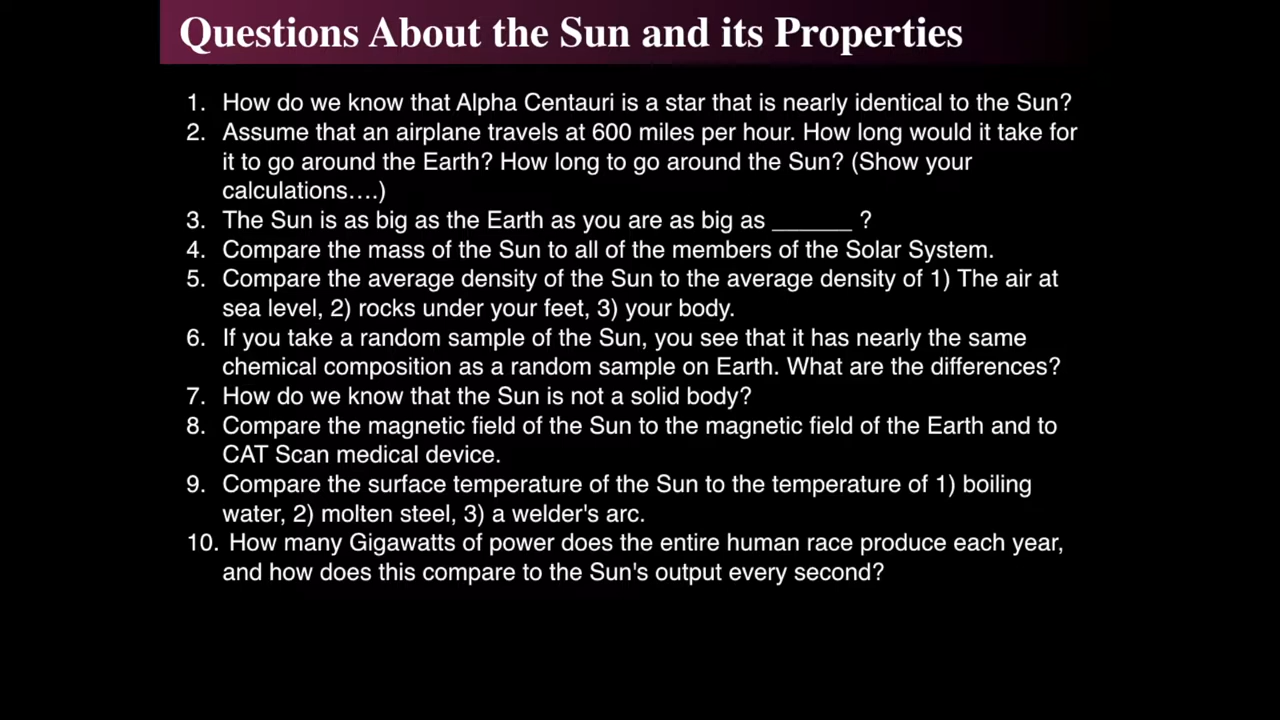 Questions About the Sun and its Properties
1. How do we know that Alpha Centauri is a star that is nearly identical to the Sun?
2. Assume that an airplane travels at 600 miles per hour. How long would it take for
it to go around the Earth? How long to go around the Sun? (Show your
calculations….)
3. The Sun is as big as the Earth as you are as big as ______ ?
4. Compare the mass of the Sun to all of the members of the Solar System.
5. Compare the average density of the Sun to the average density of 1) The air at
sea level, 2) rocks under your feet, 3) your body.
6. If you take a random sample of the Sun, you see that it has nearly the same
chemical composition as a random sample on Earth. What are the differences?
7. How do we know that the Sun is not a solid body?
8. Compare the magnetic field of the Sun to the magnetic field of the Earth and to
CAT Scan medical device.
9. Compare the surface temperature of the Sun to the temperature of 1) boiling
water, 2) molten steel, 3) a welder's arc.
10. How many Gigawatts of power does the entire human race produce each year,
and how does this compare to the Sun's output every second?